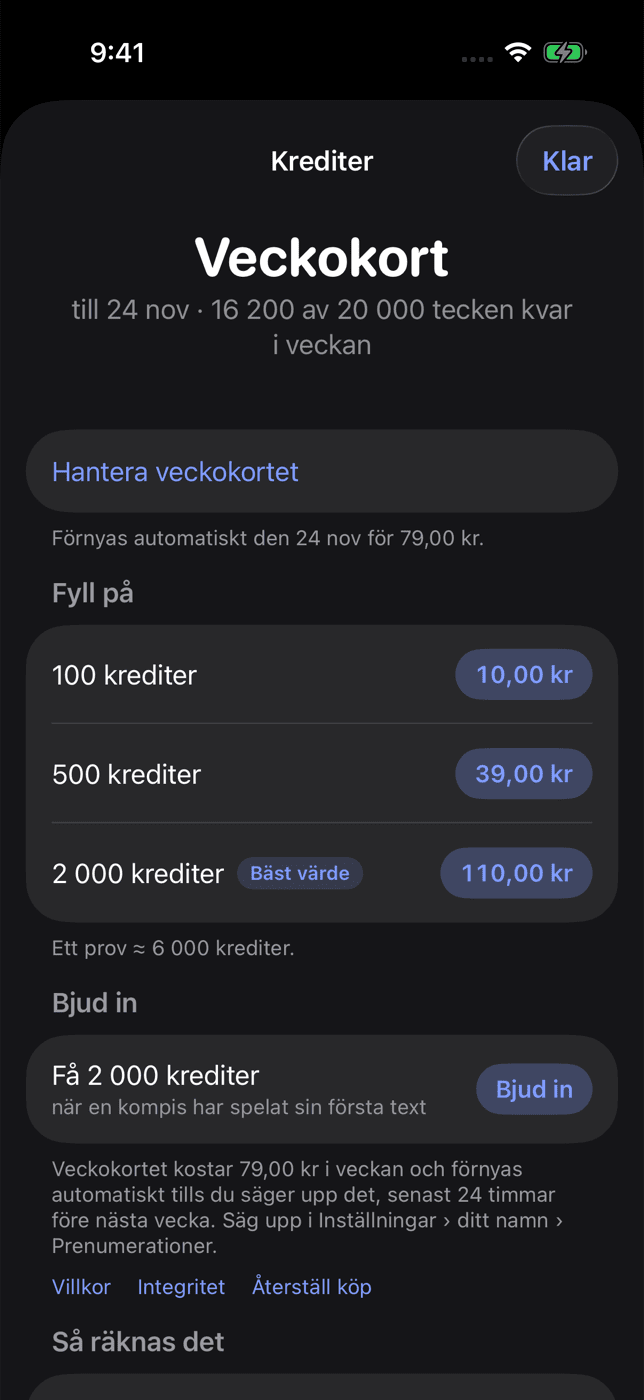 9:41
Krediter
Klar
Veckokort
till 24 nov · 16 200 av 20 000 tecken kvar
i veckan
Hantera veckokortet
Förnyas automatiskt den 24 nov för 79,00 kr.
Fyll på
100 krediter
10,00 kr
500 krediter
39,00 kr
2 000 krediter
Bäst värde
110,00 kr
Ett prov ≈ 6 000 krediter.
Bjud in
Få 2 000 krediter
när en kompis har spelat sin första text
Bjud in
Veckokortet kostar 79,00 kr i veckan och förnyas
automatiskt tills du säger upp det, senast 24 timmar
före nästa vecka. Säg upp i Inställningar › ditt namn ›
Prenumerationer.
Villkor
Integritet
Återställ köp
Så räknas det